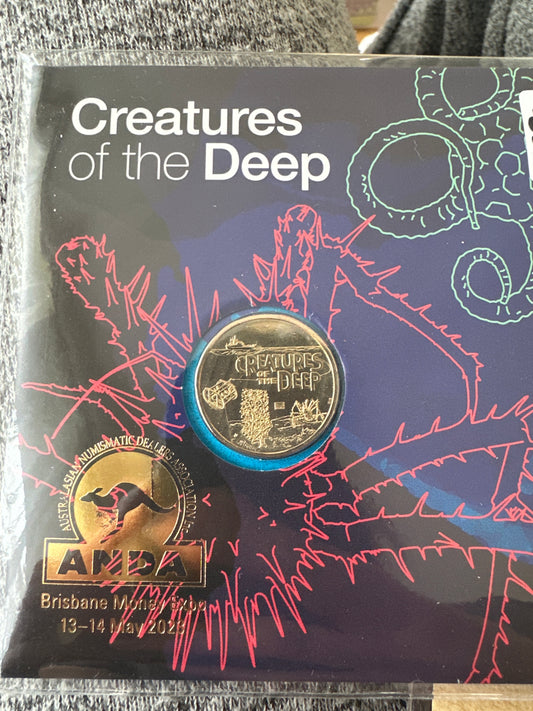 Creatures
of the Deep
CREATURES
OF THE DEEP
AUSTRALASIAN NUMISMATIC DEALERS ASSOCIATION
ANDA
Brisbane Money Expo
13–14 May 2023